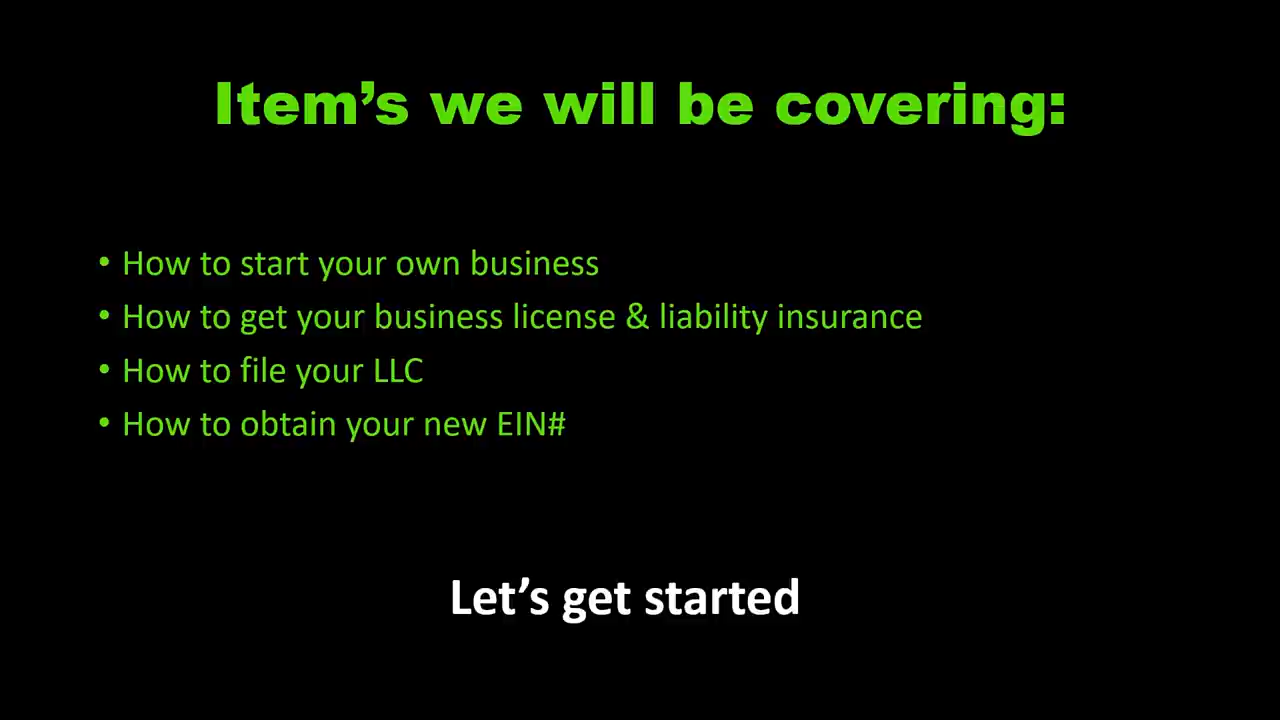 Item’s we will be covering:
• How to start your own business
• How to get your business license & liability insurance
• How to file your LLC
• How to obtain your new EIN#
Let’s get started